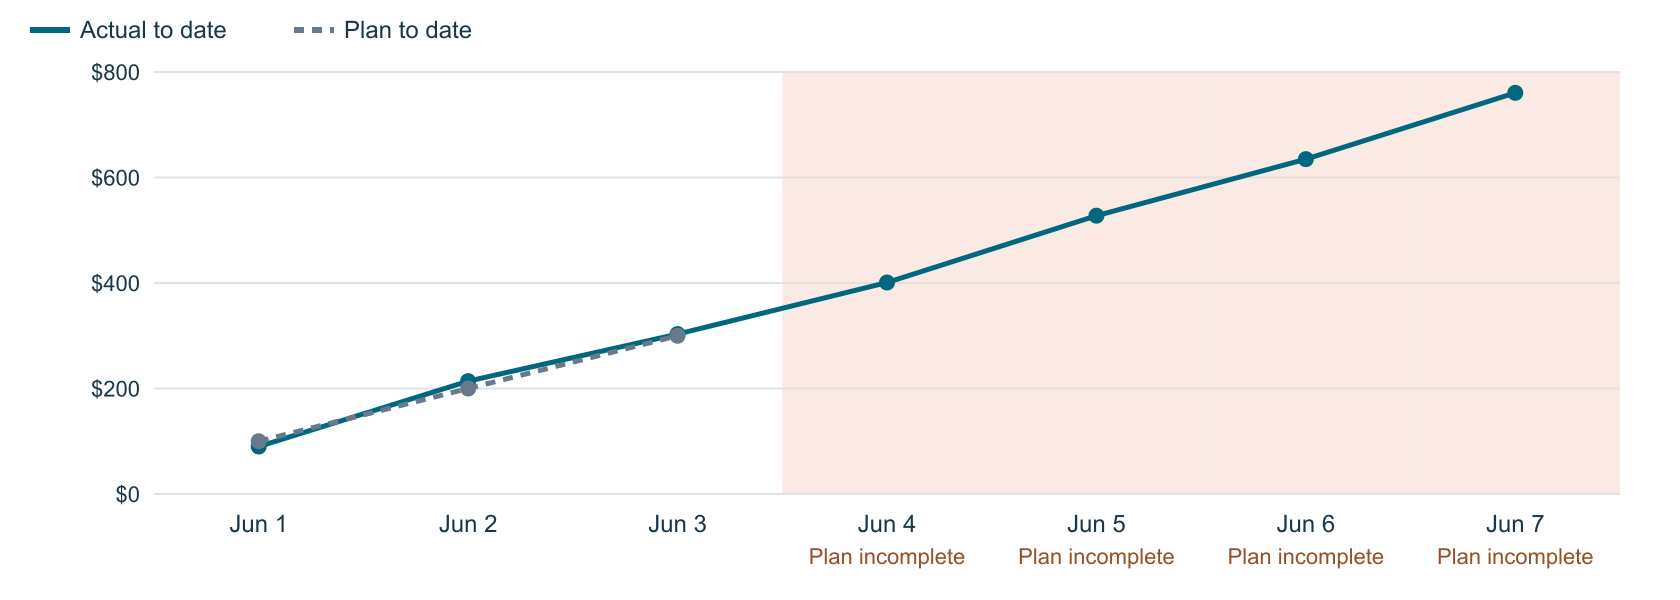 Actual to date
Plan to date
$800
$600
$400
$200
$0
Jun 1
Jun 2
Jun 3
Jun 4
Jun 5
Jun 6
Jun 7
Plan incomplete
Plan incomplete
Plan incomplete
Plan incomplete